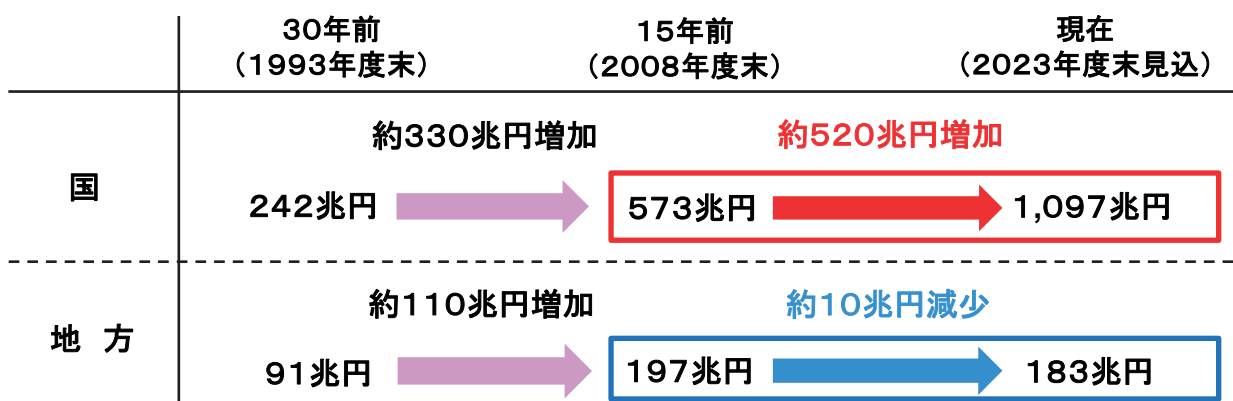 30年前
（1993年度末）
15年前
（2008年度末）
現在
（2023年度末見込）
国
約330兆円増加
約520兆円増加
242兆円
573兆円
1,097兆円
地 方
約110兆円増加
約10兆円減少
91兆円
197兆円
183兆円